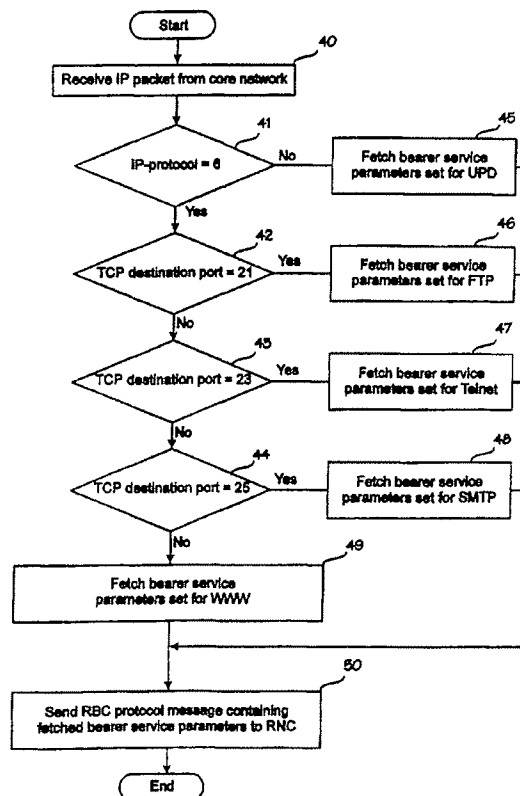 Start
40
Receive IP packet from core network
41
IP-protocol = 6
No
45
Fetch bearer service
parameters set for UPD
Yes
42
TCP destination port = 21
Yes
46
Fetch bearer service
parameters set for FTP
No
43
TCP destination port = 23
Yes
47
Fetch bearer service
parameters set for Telnet
No
44
TCP destination port = 25
Yes
48
Fetch bearer service
parameters set for SMTP
No
49
Fetch bearer service
parameters set for WWW
50
Send RBC protocol message containing
fetched bearer service parameters to RNC
End